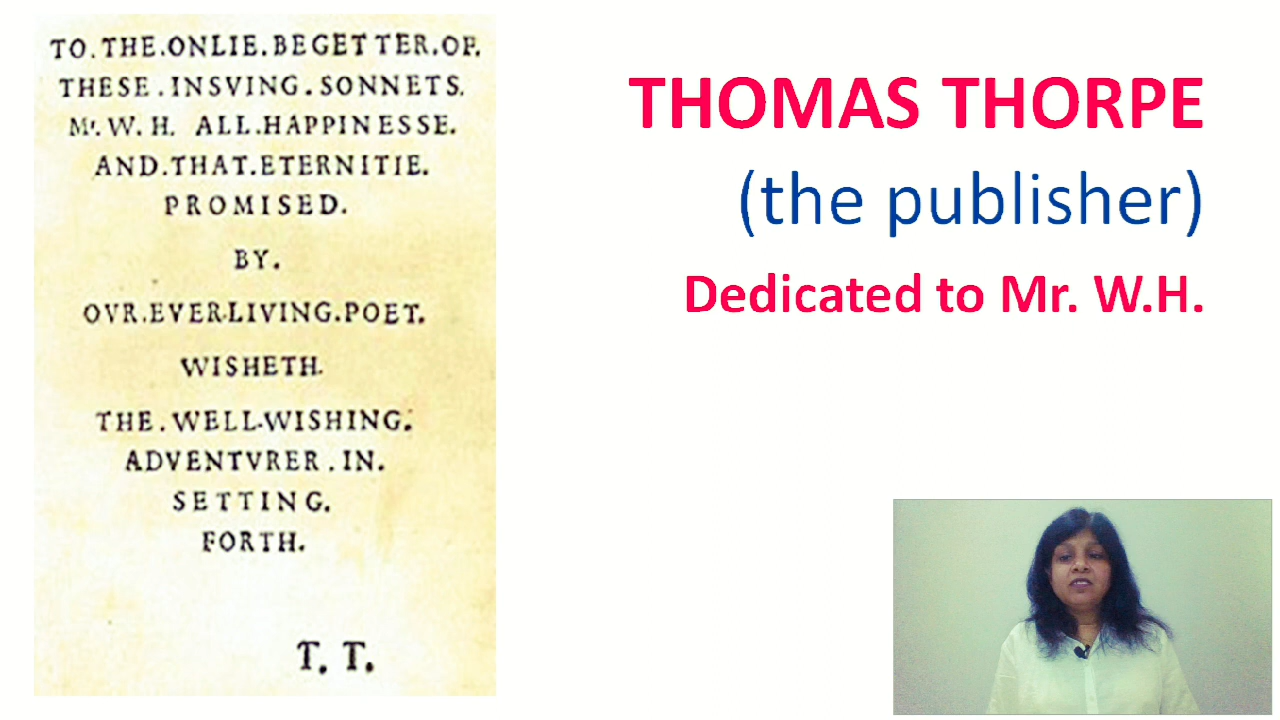 TO.THE.ONLIE.BEGETTER.OF.
THESE.INSVING.SONNETS.
Mr. W. H. ALL.HAPPINESSE.
AND.THAT.ETERNITIE.
PROMISED.
BY.
OVR.EVER-LIVING.POET.
WISHETH.
THE.WELL-WISHING.
ADVENTVRER.IN.
SETTING.
FORTH.
T. T.
THOMAS THORPE
(the publisher)
Dedicated to Mr. W.H.